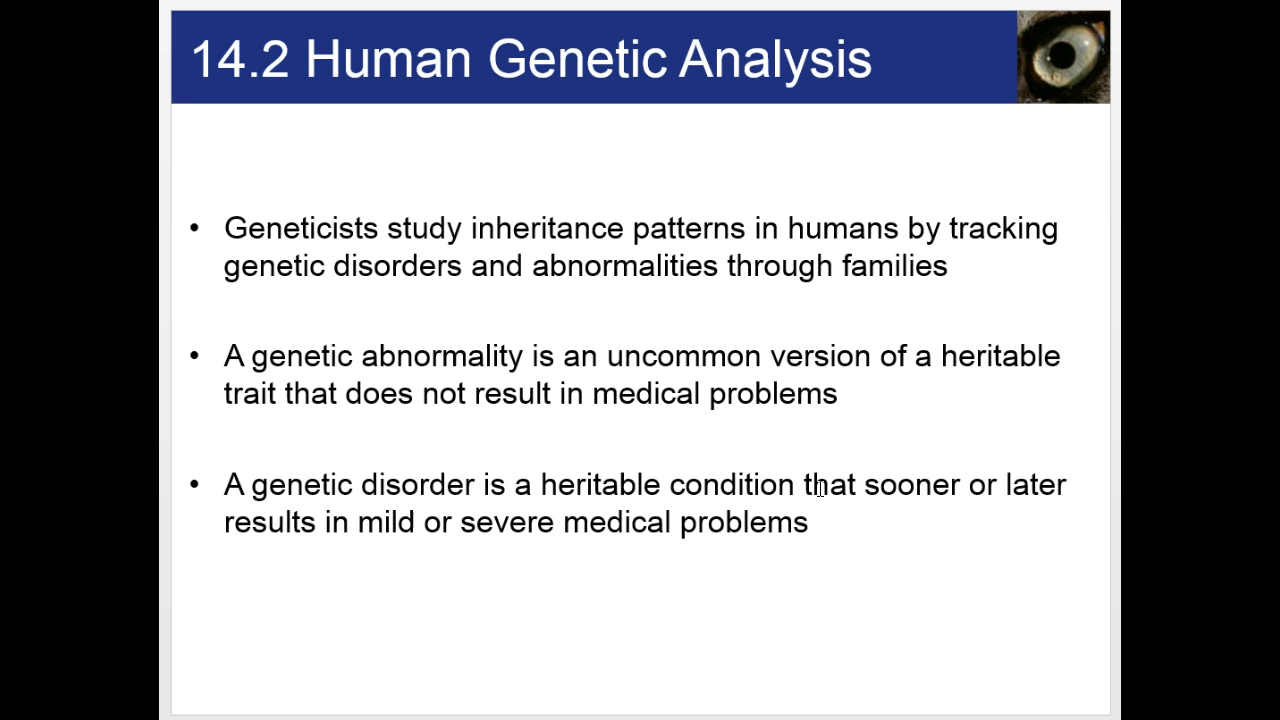 14.2 Human Genetic Analysis
• Geneticists study inheritance patterns in humans by tracking
genetic disorders and abnormalities through families
• A genetic abnormality is an uncommon version of a heritable
trait that does not result in medical problems
• A genetic disorder is a heritable condition that sooner or later
results in mild or severe medical problems